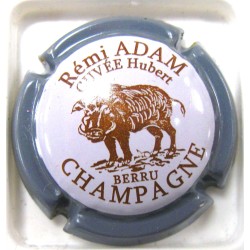 Rémi ADAM
CUVÉE Hubert
BERRU
CHAMPAGNE